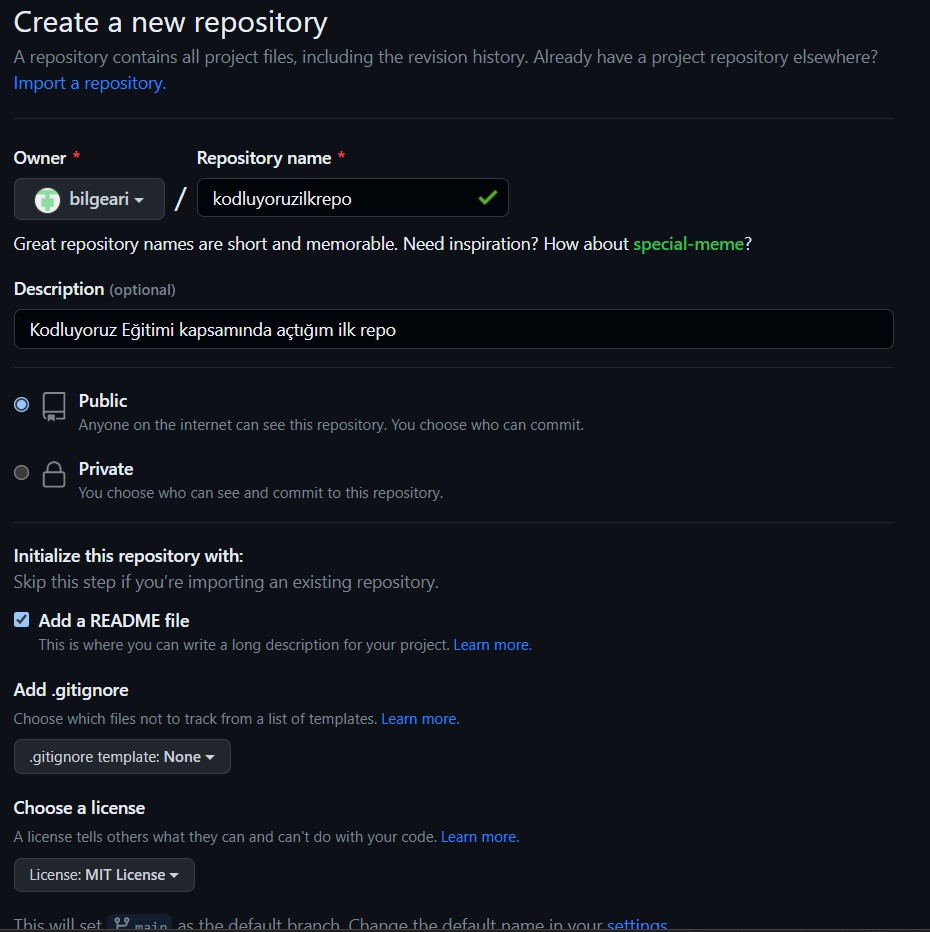 Create a new repository
A repository contains all project files, including the revision history. Already have a project repository elsewhere?
Import a repository.
Owner * Repository name *
bilgeari / kodluyoruzilkrepo
Great repository names are short and memorable. Need inspiration? How about special-meme?
Description (optional)
Kodluyoruz Eğitimi kapsamında açtığım ilk repo
Public
Anyone on the internet can see this repository. You choose who can commit.
Private
You choose who can see and commit to this repository.
Initialize this repository with:
Skip this step if you’re importing an existing repository.
Add a README file
This is where you can write a long description for your project. Learn more.
Add .gitignore
Choose which files not to track from a list of templates. Learn more.
.gitignore template: None
Choose a license
A license tells others what they can and can't do with your code. Learn more.
License: MIT License
This will set main as the default branch. Change the default name in your settings.